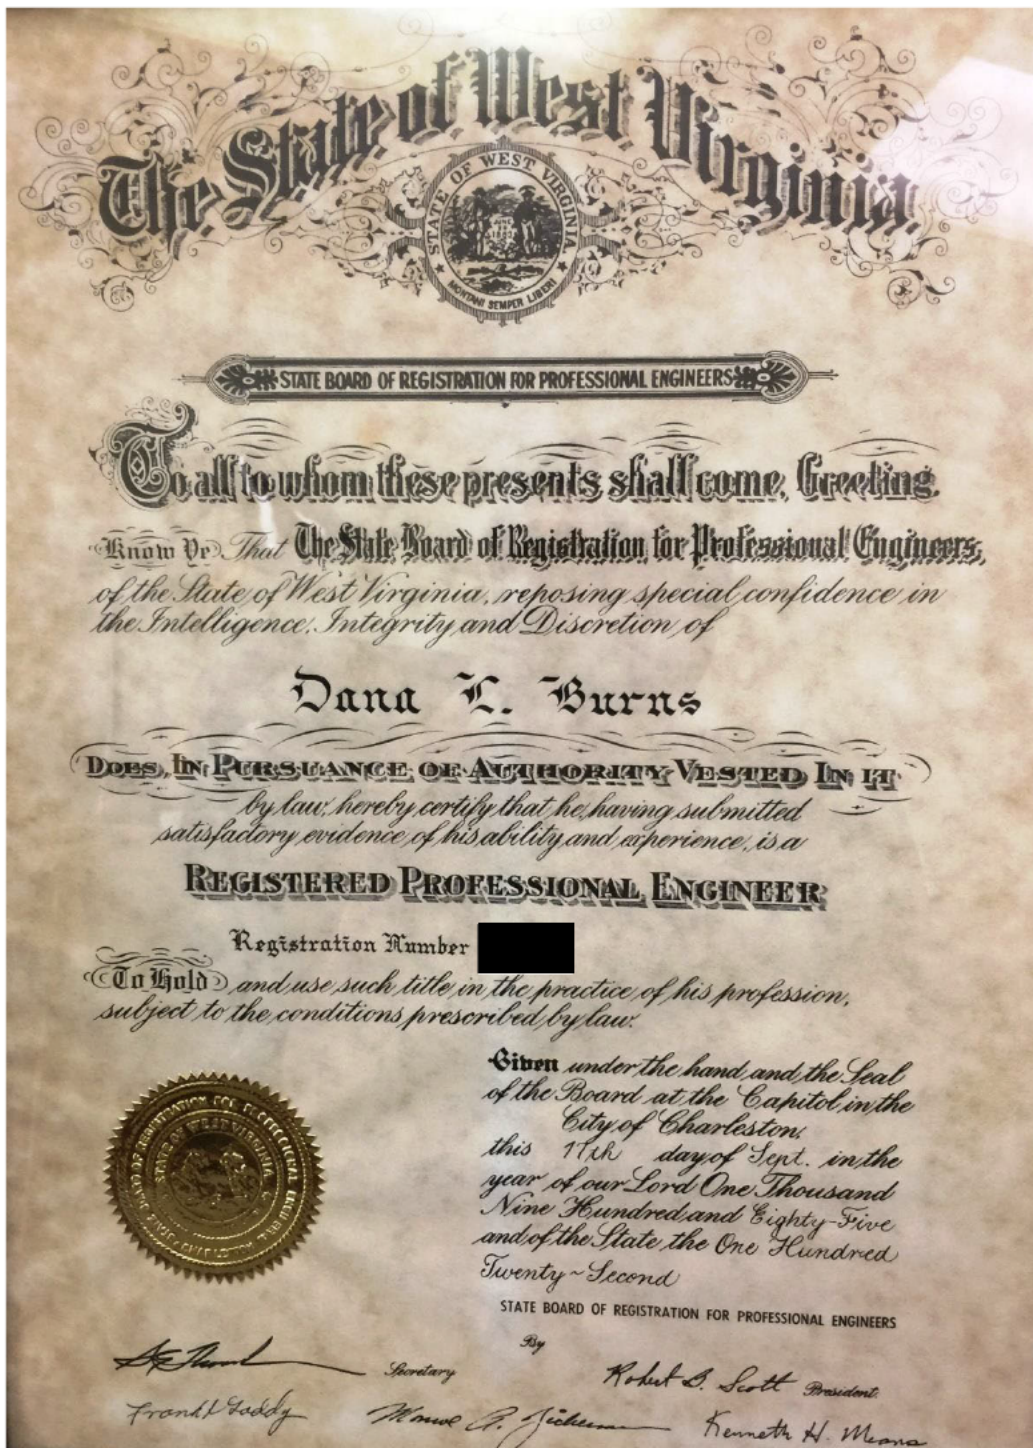 The State of West Virginia
STATE OF WEST VIRGINIA
MONTANI SEMPER LIBERI
STATE BOARD OF REGISTRATION FOR PROFESSIONAL ENGINEERS
To all to whom these presents shall come, Greeting.
Know Ye That The State Board of Registration for Professional Engineers,
of the State of West Virginia, reposing special confidence in
the Intelligence, Integrity and Discretion of
Dana L. Burns
DOES, IN PURSUANCE OF AUTHORITY VESTED IN IT
by law, hereby certify that he, having submitted
satisfactory evidence of his ability and experience, is a
REGISTERED PROFESSIONAL ENGINEER
Registration Number
To Hold and use such title in the practice of his profession,
subject to the conditions prescribed by law.
Given under the hand and the Seal
of the Board at the Capitol in the
City of Charleston,
this 17th day of Sept. in the
year of our Lord One Thousand
Nine Hundred and Eighty-Five
and of the State the One Hundred
Twenty~Second
STATE BOARD OF REGISTRATION FOR PROFESSIONAL ENGINEERS
By
Secretary
Robert B. Scott President
Kenneth H. Means